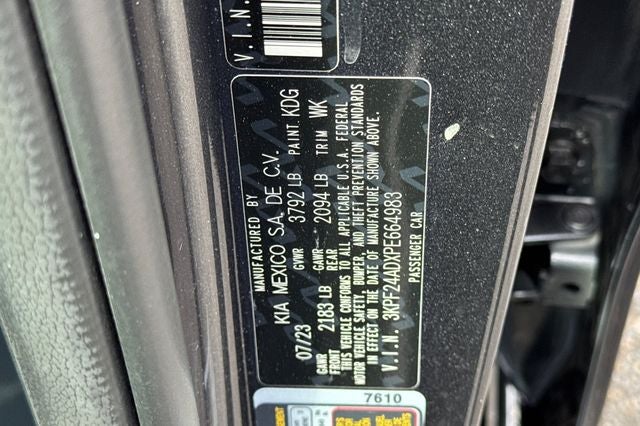 V.I.N.
MANUFACTURED BY
KIA MEXICO S.A. DE C.V.
07/23 GVWR 3792 LB PAINT KDG
GAWR FRONT 2183 LB GAWR REAR 2094 LB TRIM WK
THIS VEHICLE CONFORMS TO ALL APPLICABLE U.S.A. FEDERAL
MOTOR VEHICLE SAFETY, BUMPER, AND THEFT PREVENTION STANDARDS
IN EFFECT ON THE DATE OF MANUFACTURE SHOWN ABOVE.
V.I.N. 3KPF24ADXPE664983
PASSENGER CAR
7610